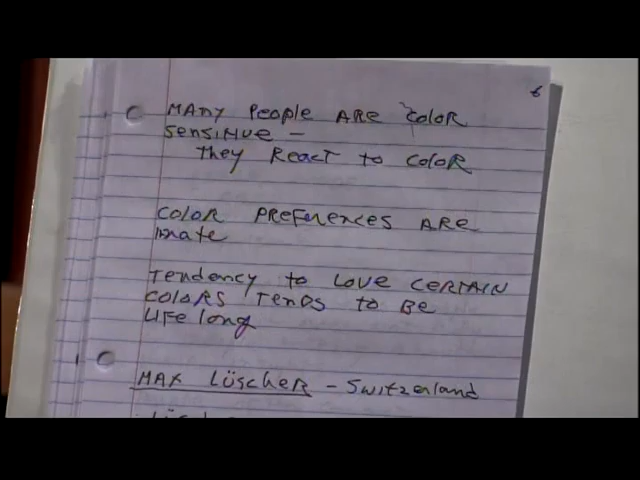 6
MANY PEOPLE ARE COLOR
SENSITIVE –
They REACT to COLOR
COLOR PREFERENCES ARE
INNATE
TENDENCY to LOVE CERTAIN
COLORS TENDS to BE
LIFE long
MAX LÜSCHER – Switzerland